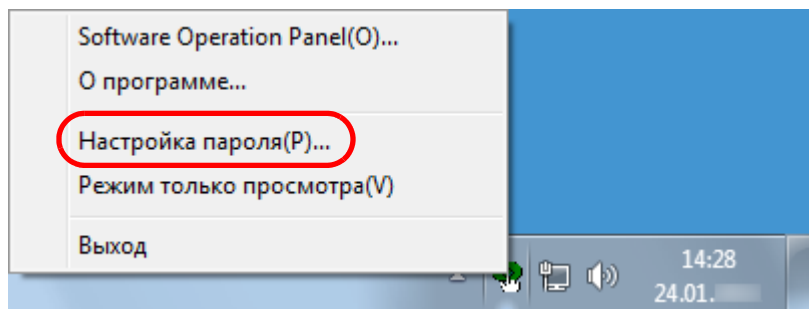 Software Operation Panel(O)...
О программе...
Настройка пароля(P)...
Режим только просмотра(V)
Выход
14:28
24.01.